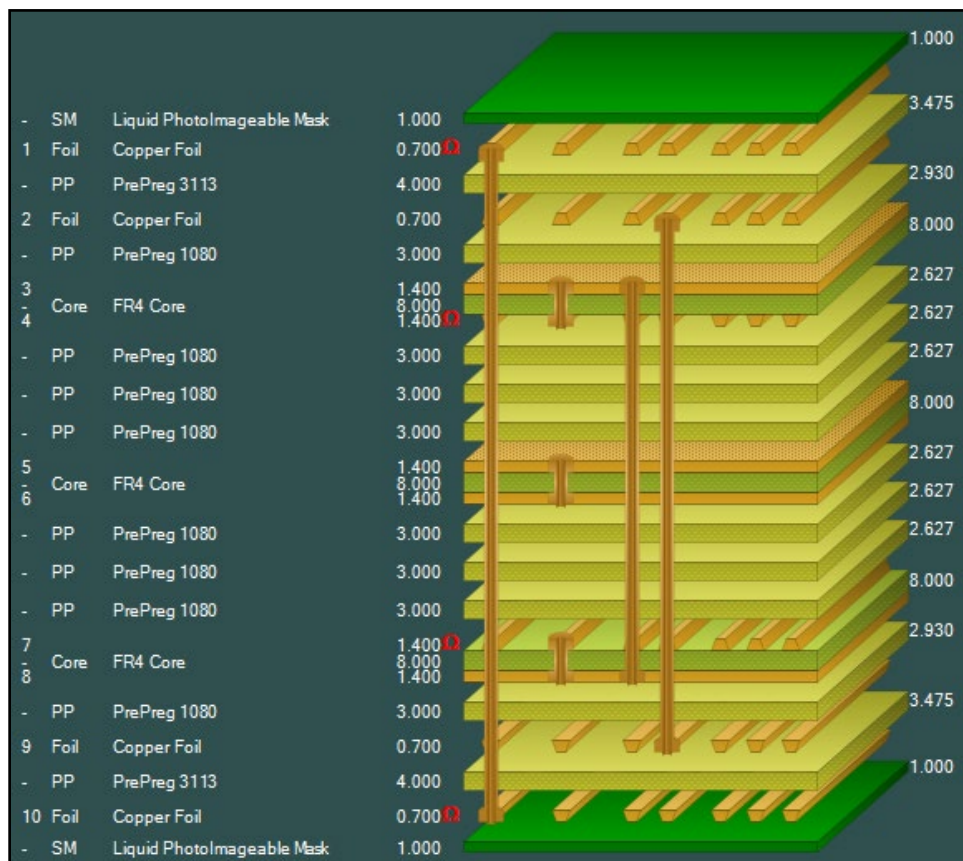 1.000
- SM Liquid PhotoImageable Mask 1.000
3.475
1 Foil Copper Foil 0.700 Ω
- PP PrePreg 3113 4.000
2.930
2 Foil Copper Foil 0.700
8.000
- PP PrePreg 1080 3.000
2.627
3 1.400
- Core FR4 Core 8.000
4 1.400 Ω
2.627
- PP PrePreg 1080 3.000
2.627
- PP PrePreg 1080 3.000
8.000
- PP PrePreg 1080 3.000
2.627
5 1.400
- Core FR4 Core 8.000
6 1.400
2.627
- PP PrePreg 1080 3.000
2.627
- PP PrePreg 1080 3.000
8.000
- PP PrePreg 1080 3.000
2.930
7 1.400 Ω
- Core FR4 Core 8.000
8 1.400
3.475
- PP PrePreg 1080 3.000
9 Foil Copper Foil 0.700
1.000
- PP PrePreg 3113 4.000
10 Foil Copper Foil 0.700 Ω
- SM Liquid PhotoImageable Mask 1.000